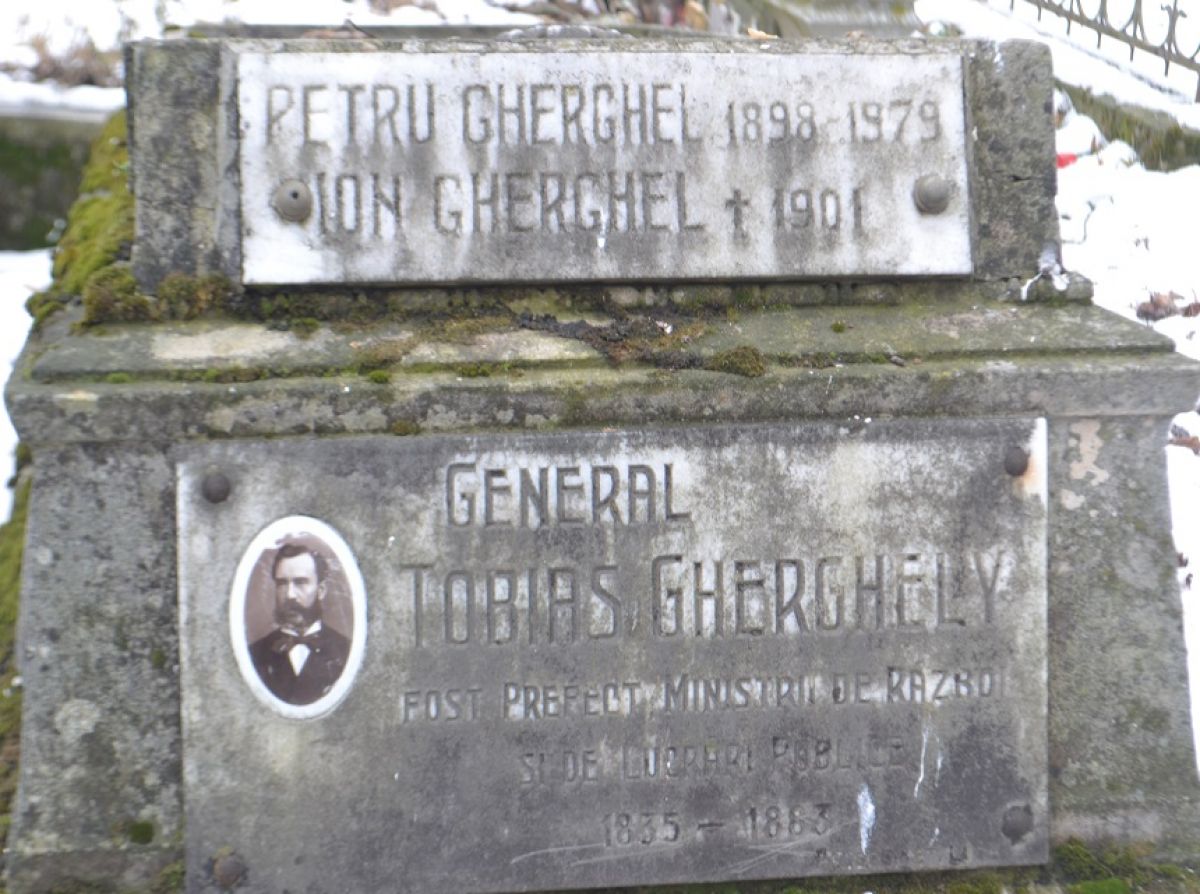 PETRU GHERGHEL 1898-1979
ION GHERGHEL † 1901
GENERAL
TOBIAS GHERGHELY
FOST PREFECT MINISTRU DE RAZBOI
SI DE LUCRARI PUBLICE
1835 - 1883